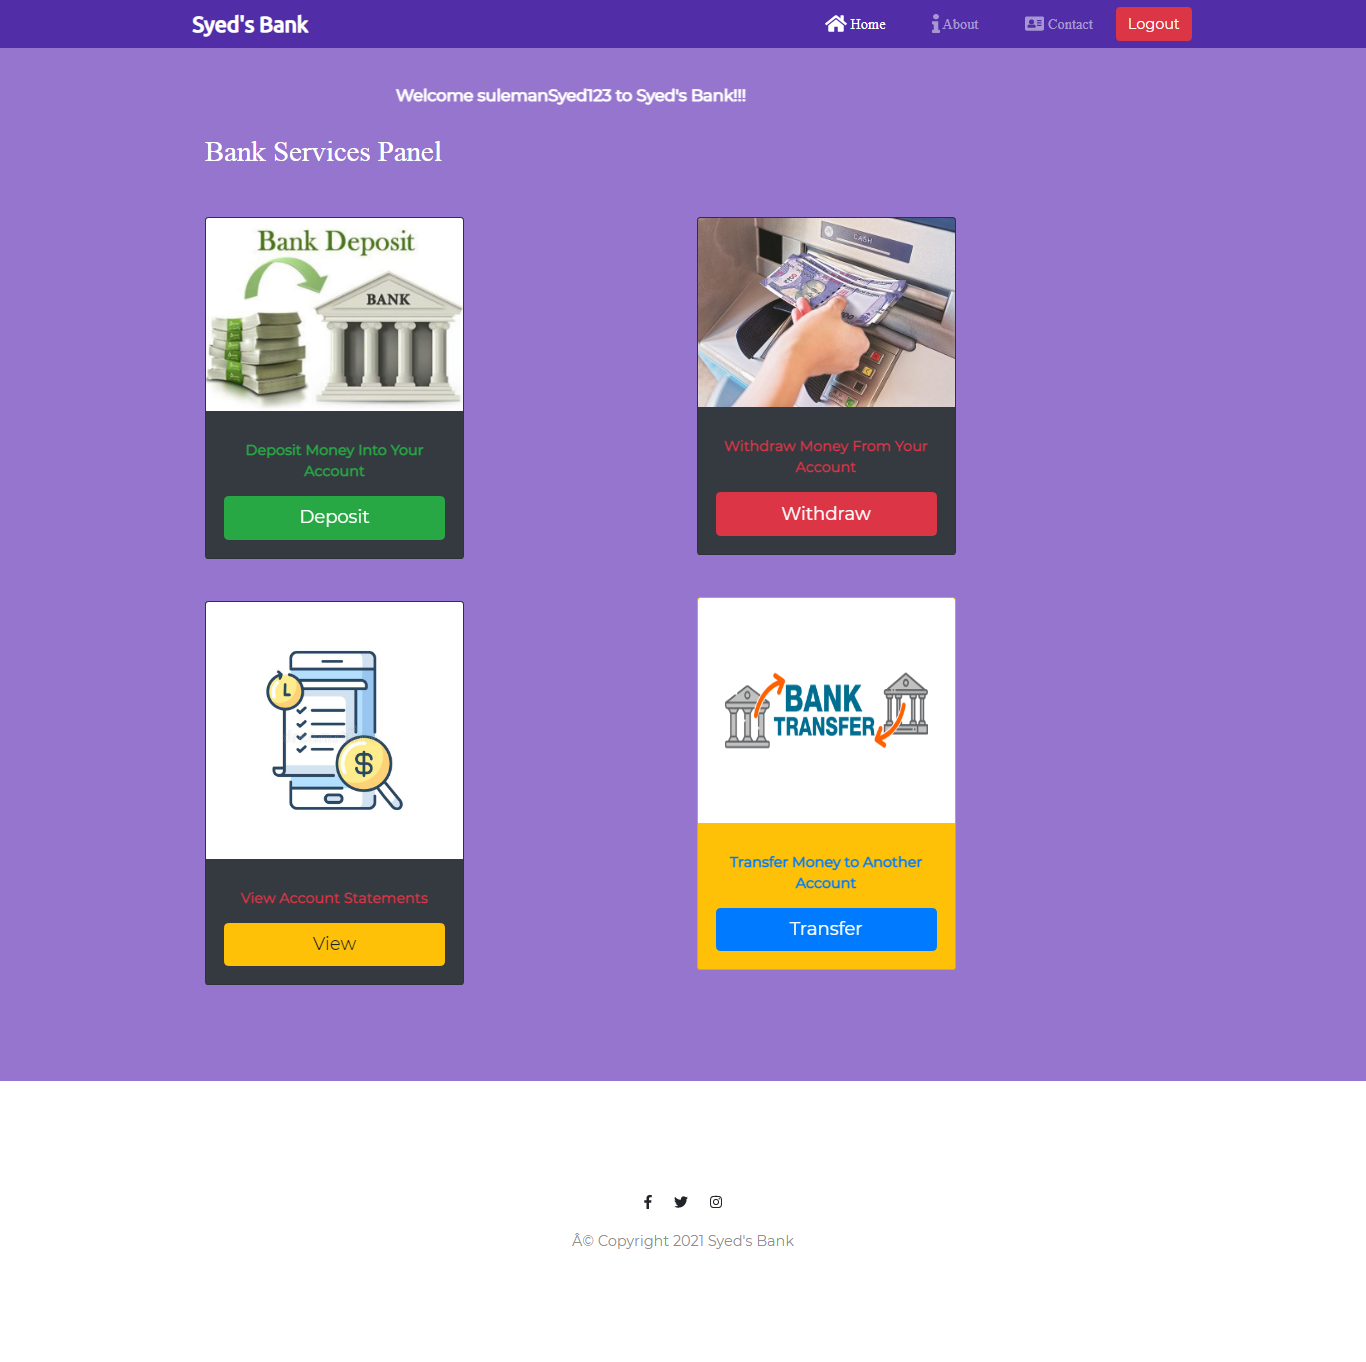 Syed's Bank
Home
About
Contact
Logout
Welcome sulemanSyed123 to Syed's Bank!!!
Bank Services Panel
Bank Deposit
BANK
CASH
Deposit Money Into Your
Account
Deposit
Withdraw Money From Your
Account
Withdraw
BANK
TRANSFER
View Account Statements
View
Transfer Money to Another
Account
Transfer
Â© Copyright 2021 Syed's Bank